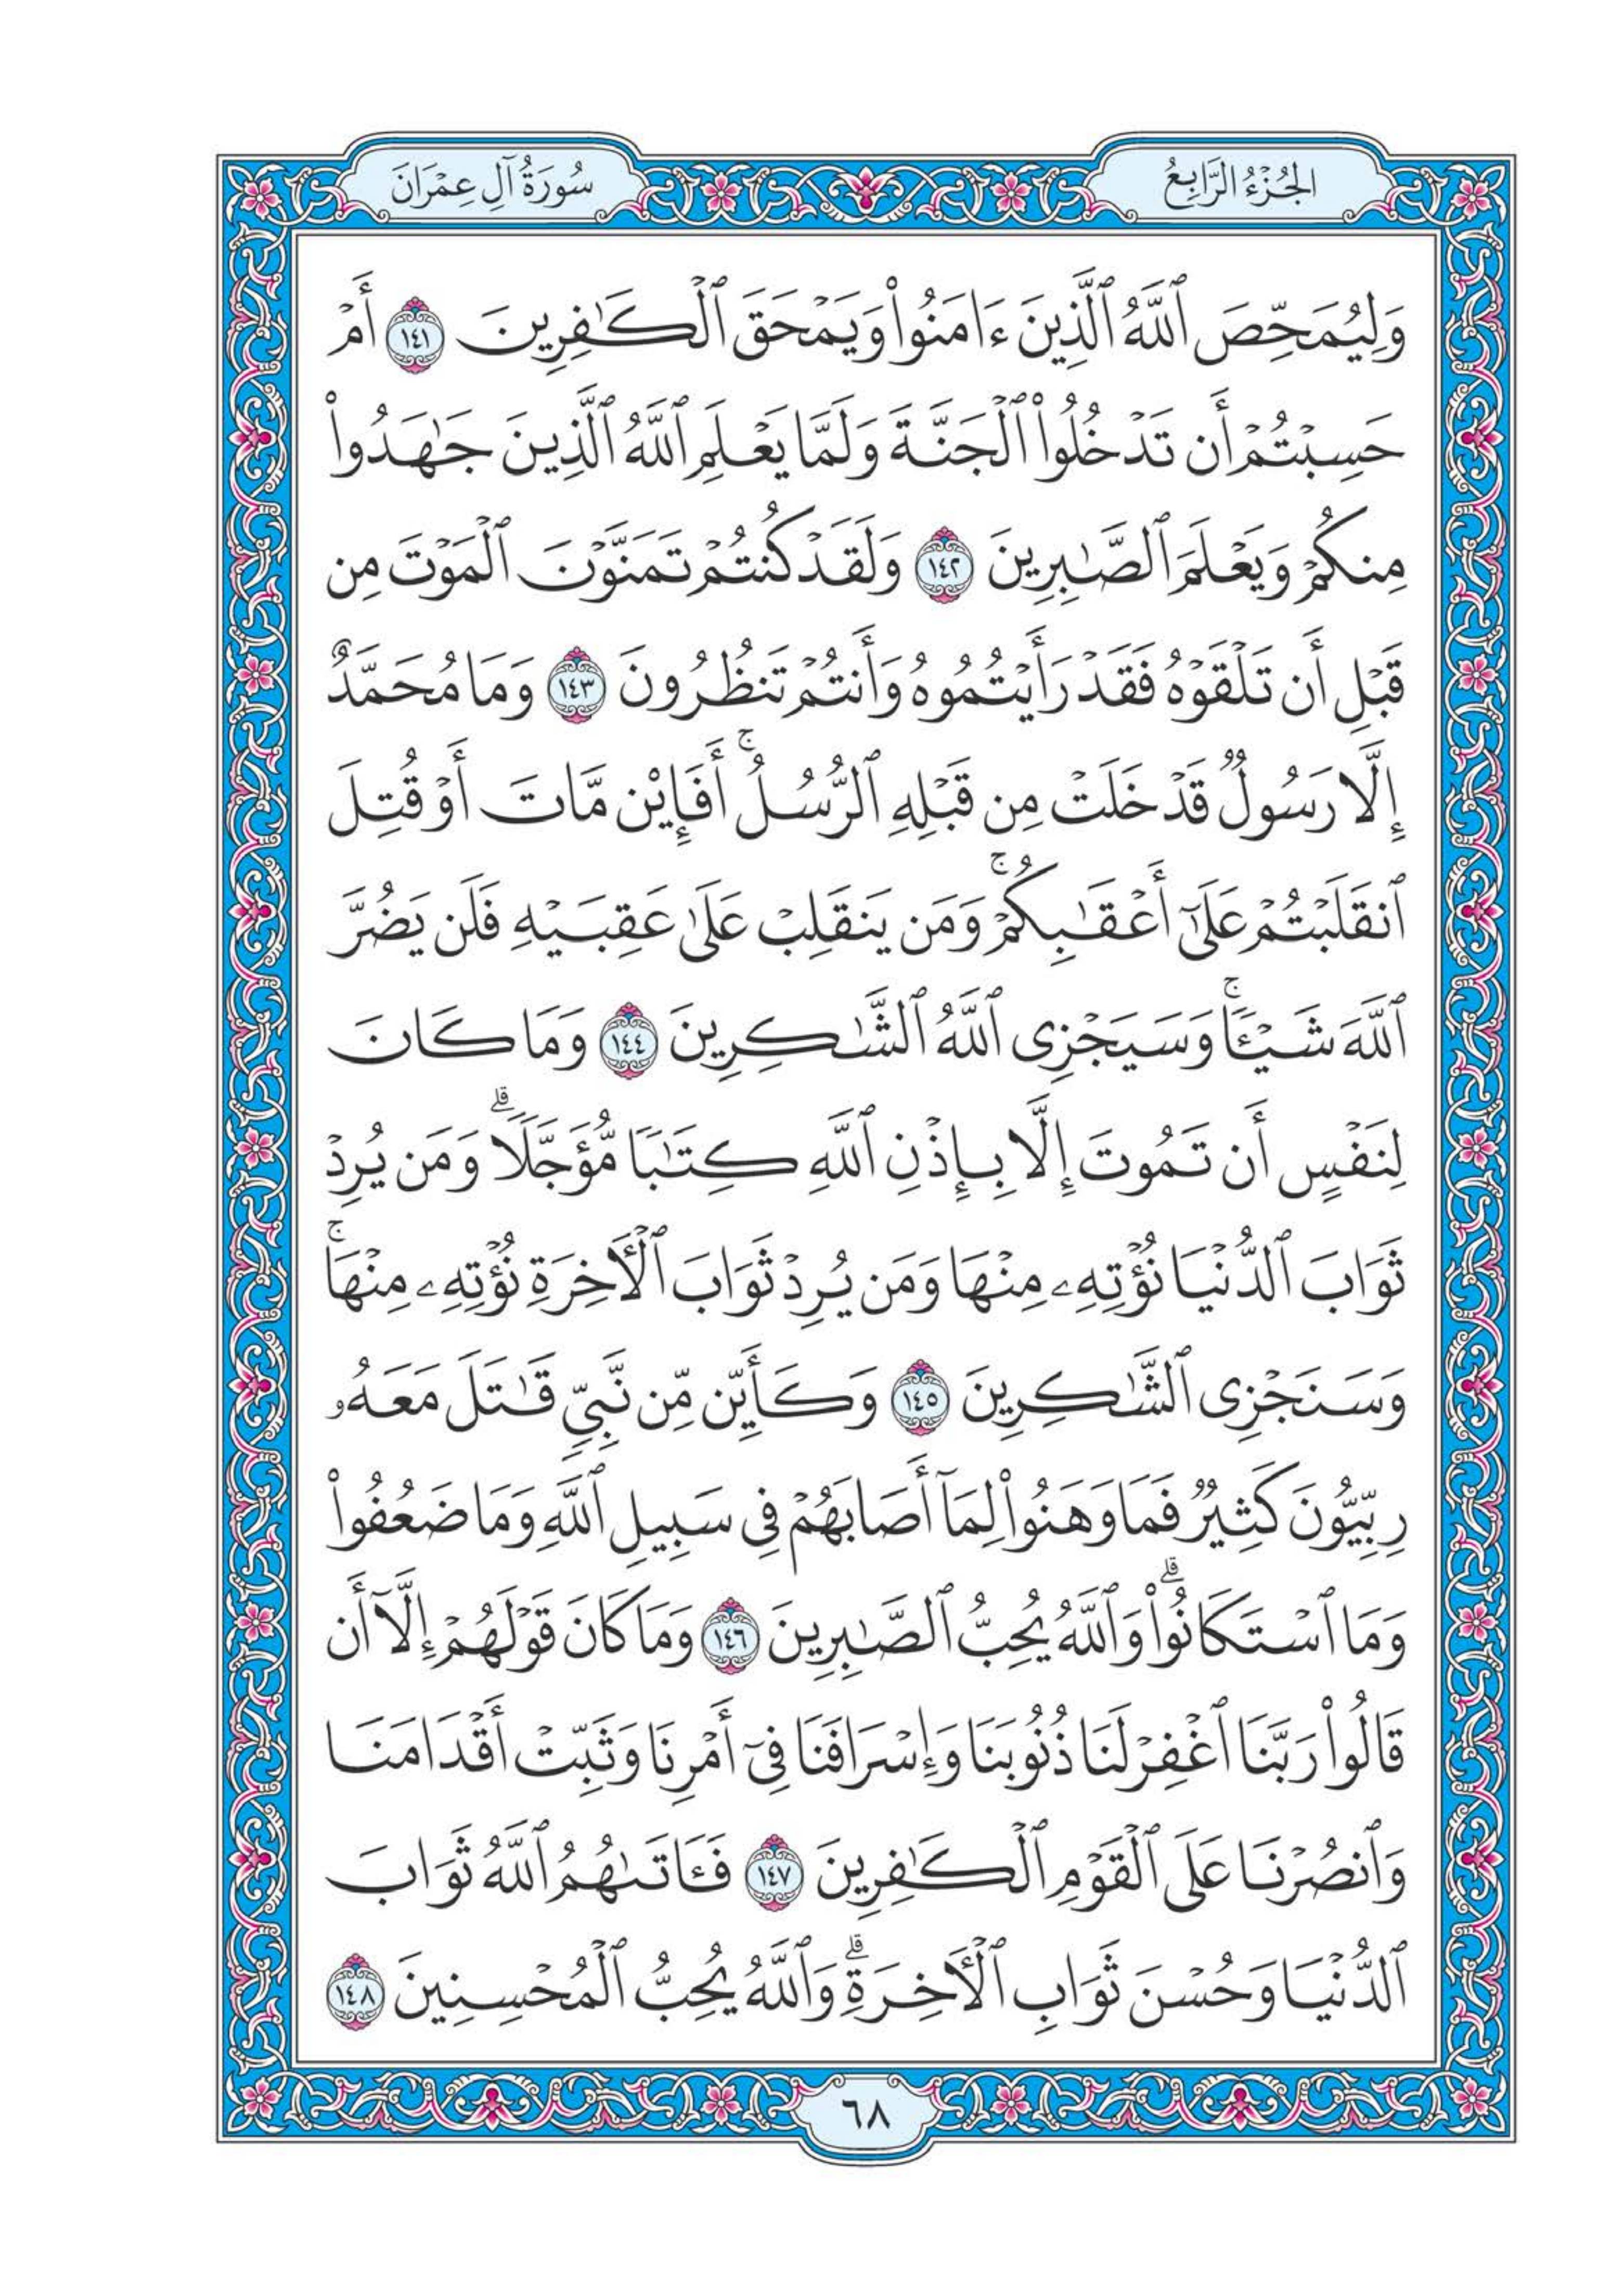 الجُزْءُ الرَّابِعُ
سُورَةُ آلِ عِمْرَانَ
وَلِيُمَحِّصَ ٱللَّهُ ٱلَّذِينَ ءَامَنُوا۟ وَيَمْحَقَ ٱلْكَـٰفِرِينَ ١٤١ أَمْ
حَسِبْتُمْ أَن تَدْخُلُوا۟ ٱلْجَنَّةَ وَلَمَّا يَعْلَمِ ٱللَّهُ ٱلَّذِينَ جَـٰهَدُوا۟
مِنكُمْ وَيَعْلَمَ ٱلصَّـٰبِرِينَ ١٤٢ وَلَقَدْ كُنتُمْ تَمَنَّوْنَ ٱلْمَوْتَ مِن
قَبْلِ أَن تَلْقَوْهُ فَقَدْ رَأَيْتُمُوهُ وَأَنتُمْ تَنظُرُونَ ١٤٣ وَمَا مُحَمَّدٌ
إِلَّا رَسُولٌ قَدْ خَلَتْ مِن قَبْلِهِ ٱلرُّسُلُ ۚ أَفَإِي۟ن مَّاتَ أَوْ قُتِلَ
ٱنقَلَبْتُمْ عَلَىٰٓ أَعْقَـٰبِكُمْ ۚ وَمَن يَنقَلِبْ عَلَىٰ عَقِبَيْهِ فَلَن يَضُرَّ
ٱللَّهَ شَيْـًٔا ۚ وَسَيَجْزِى ٱللَّهُ ٱلشَّـٰكِرِينَ ١٤٤ وَمَا كَانَ
لِنَفْسٍ أَن تَمُوتَ إِلَّا بِإِذْنِ ٱللَّهِ كِتَـٰبًا مُّؤَجَّلًا ۗ وَمَن يُرِدْ
ثَوَابَ ٱلدُّنْيَا نُؤْتِهِۦ مِنْهَا وَمَن يُرِدْ ثَوَابَ ٱلْـَٔاخِرَةِ نُؤْتِهِۦ مِنْهَا ۚ
وَسَنَجْزِى ٱلشَّـٰكِرِينَ ١٤٥ وَكَأَيِّن مِّن نَّبِىٍّ قَـٰتَلَ مَعَهُۥ
رِبِّيُّونَ كَثِيرٌ فَمَا وَهَنُوا۟ لِمَآ أَصَابَهُمْ فِى سَبِيلِ ٱللَّهِ وَمَا ضَعُفُوا۟
وَمَا ٱسْتَكَانُوا۟ ۗ وَٱللَّهُ يُحِبُّ ٱلصَّـٰبِرِينَ ١٤٦ وَمَا كَانَ قَوْلَهُمْ إِلَّآ أَن
قَالُوا۟ رَبَّنَا ٱغْفِرْ لَنَا ذُنُوبَنَا وَإِسْرَافَنَا فِىٓ أَمْرِنَا وَثَبِّتْ أَقْدَامَنَا
وَٱنصُرْنَا عَلَى ٱلْقَوْمِ ٱلْكَـٰفِرِينَ ١٤٧ فَـَٔاتَىٰهُمُ ٱللَّهُ ثَوَابَ
ٱلدُّنْيَا وَحُسْنَ ثَوَابِ ٱلْـَٔاخِرَةِ ۗ وَٱللَّهُ يُحِبُّ ٱلْمُحْسِنِينَ ١٤٨
٦٨